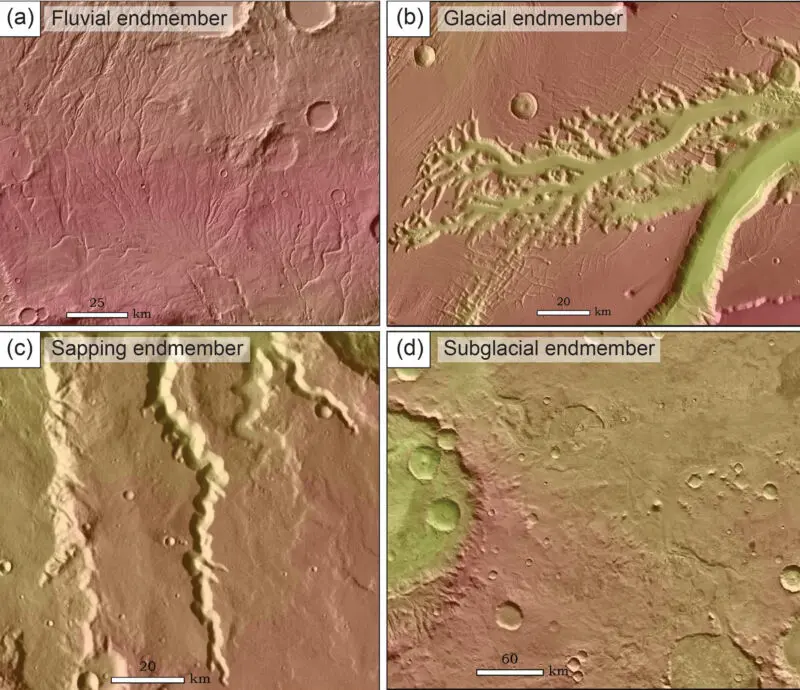 (a) Fluvial endmember
(b) Glacial endmember
25
km
20
km
(c) Sapping endmember
(d) Subglacial endmember
20
km
60
km